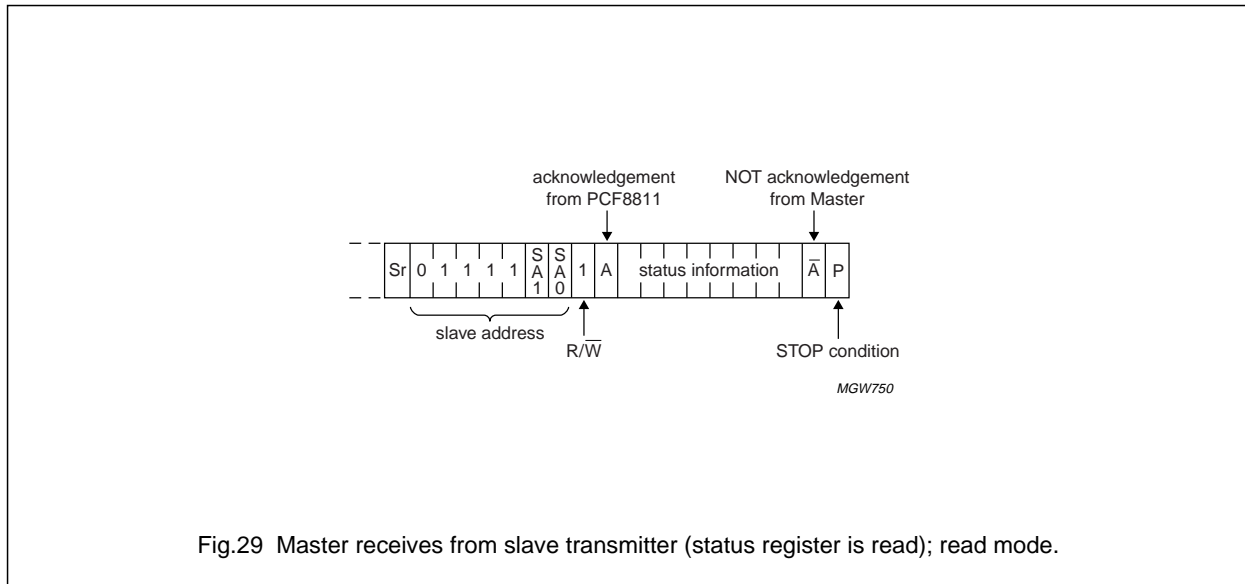 acknowledgement
from PCF8811
NOT acknowledgement
from Master
Sr 0 1 1 1 1 SA1 SA0 1 A status information A̅ P
slave address
R/W̅
STOP condition
MGW750
Fig.29 Master receives from slave transmitter (status register is read); read mode.